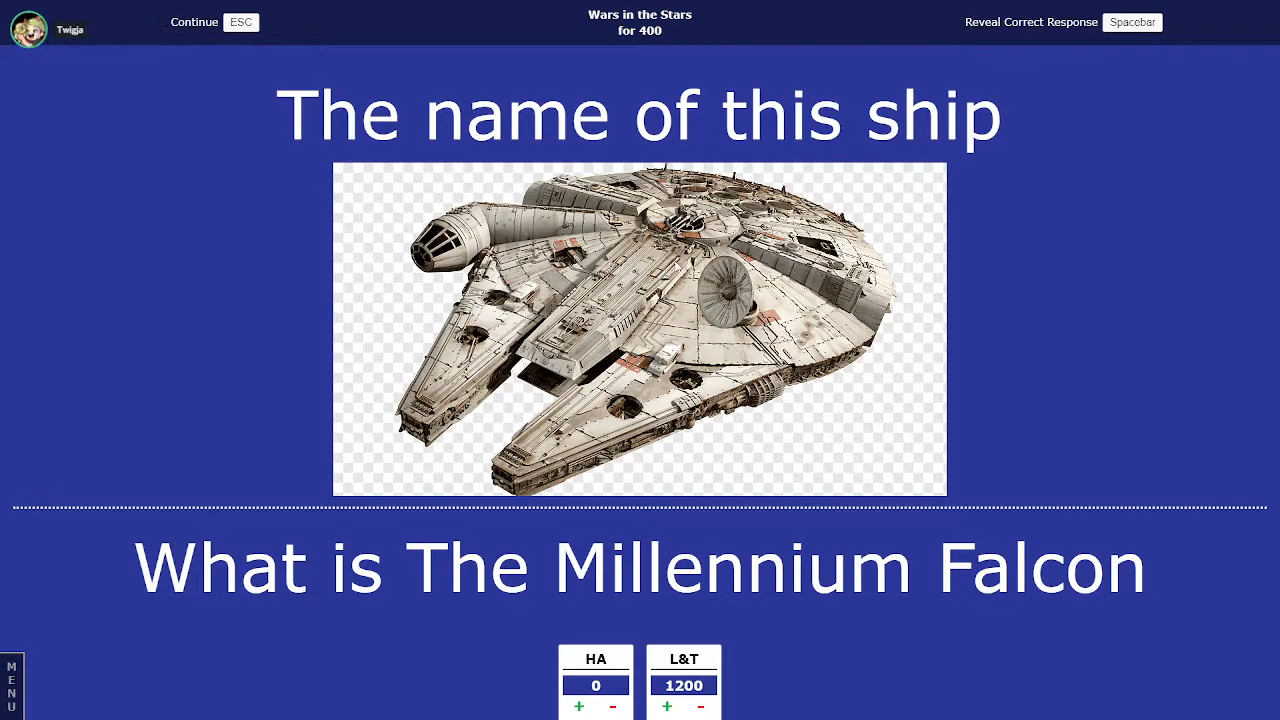 Twigja
Continue ESC
Wars in the Stars
for 400
Reveal Correct Response Spacebar
The name of this ship
What is The Millennium Falcon
MENU
HA
0
+ -
L&T
1200
+ -